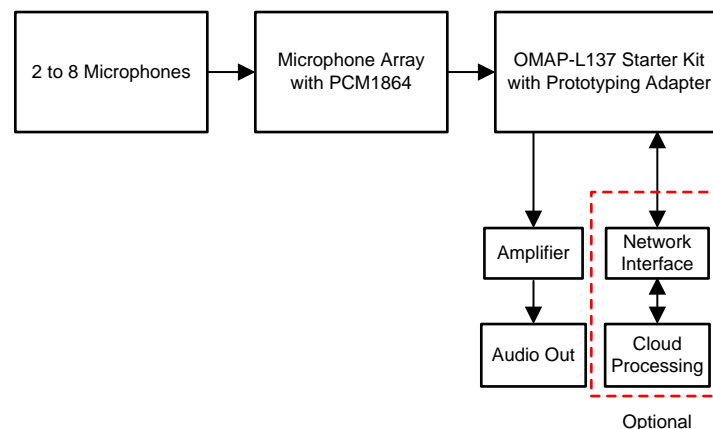 2 to 8 Microphones
Microphone Array
with PCM1864
OMAP-L137 Starter Kit
with Prototyping Adapter
Amplifier
Network
Interface
Audio Out
Cloud
Processing
Optional